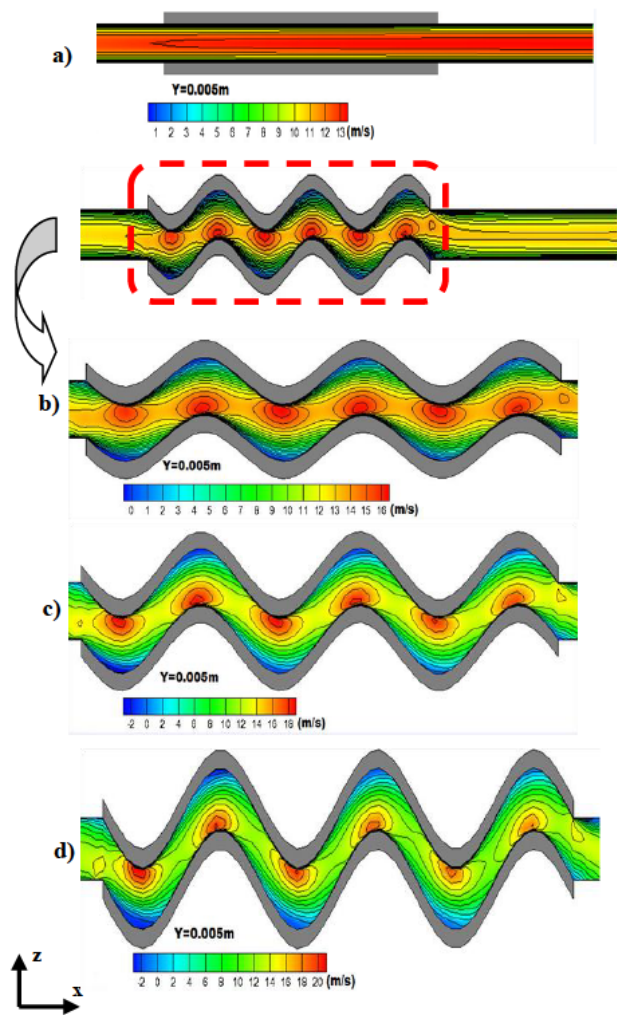 a)
Y=0.005m
1 2 3 4 5 6 7 8 9 10 11 12 13 (m/s)
b)
Y=0.005m
0 1 2 3 4 5 6 7 8 9 10 11 12 13 14 15 16 (m/s)
c)
Y=0.005m
-2 0 2 4 6 8 10 12 14 16 18 (m/s)
d)
Y=0.005m
-2 0 2 4 6 8 10 12 14 16 18 20 (m/s)
z
x